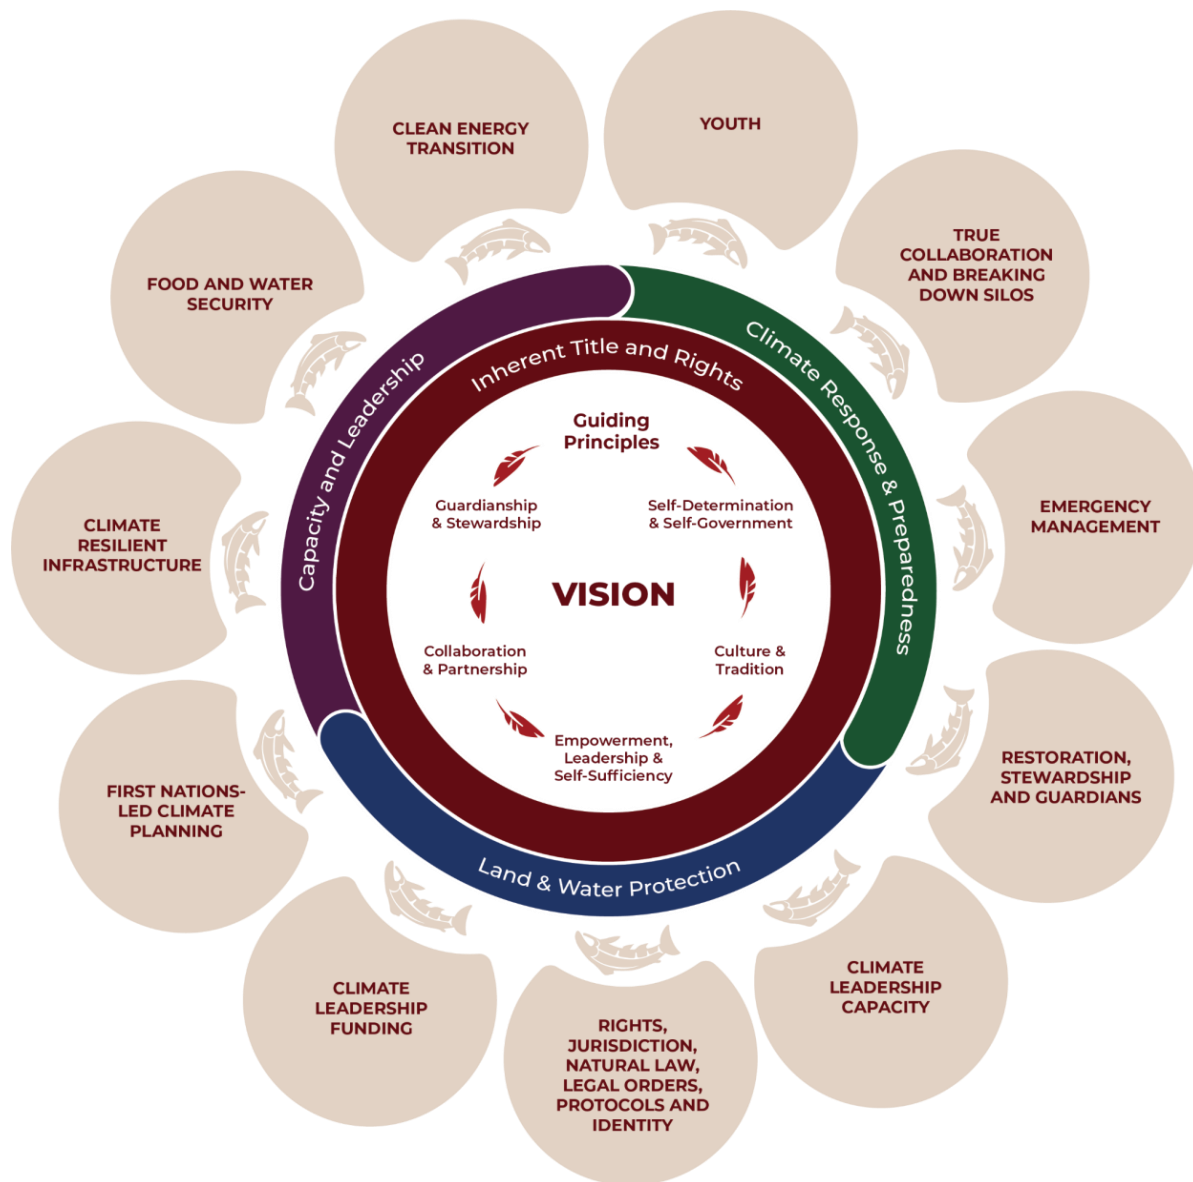 CLEAN ENERGY
TRANSITION
YOUTH
TRUE
COLLABORATION
AND BREAKING
DOWN SILOS
EMERGENCY
MANAGEMENT
RESTORATION,
STEWARDSHIP
AND GUARDIANS
CLIMATE
LEADERSHIP
CAPACITY
RIGHTS,
JURISDICTION,
NATURAL LAW,
LEGAL ORDERS,
PROTOCOLS AND
IDENTITY
CLIMATE
LEADERSHIP
FUNDING
FIRST NATIONS-
LED CLIMATE
PLANNING
CLIMATE
RESILIENT
INFRASTRUCTURE
FOOD AND WATER
SECURITY
Capacity and Leadership
Climate Response & Preparedness
Land & Water Protection
Inherent Title and Rights
Guiding
Principles
Self-Determination
& Self-Government
Culture &
Tradition
Empowerment,
Leadership &
Self-Sufficiency
Collaboration
& Partnership
Guardianship
& Stewardship
VISION